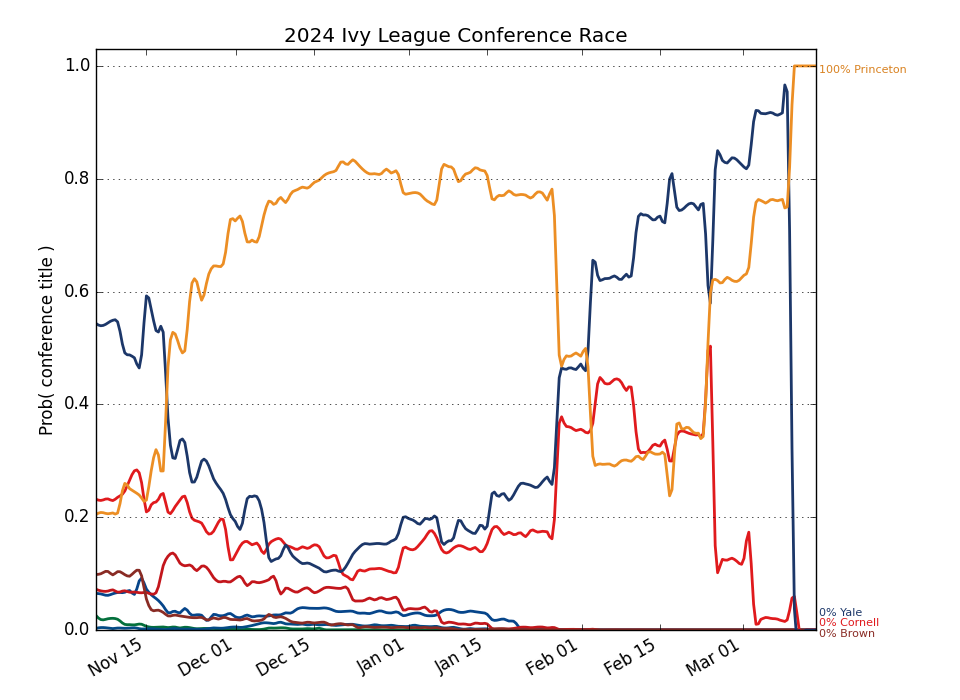 2024 Ivy League Conference Race
Prob( conference title )
1.0
0.8
0.6
0.4
0.2
0.0
Nov 15
Dec 01
Dec 15
Jan 01
Jan 15
Feb 01
Feb 15
Mar 01
100% Princeton
0% Yale
0% Cornell
0% Brown